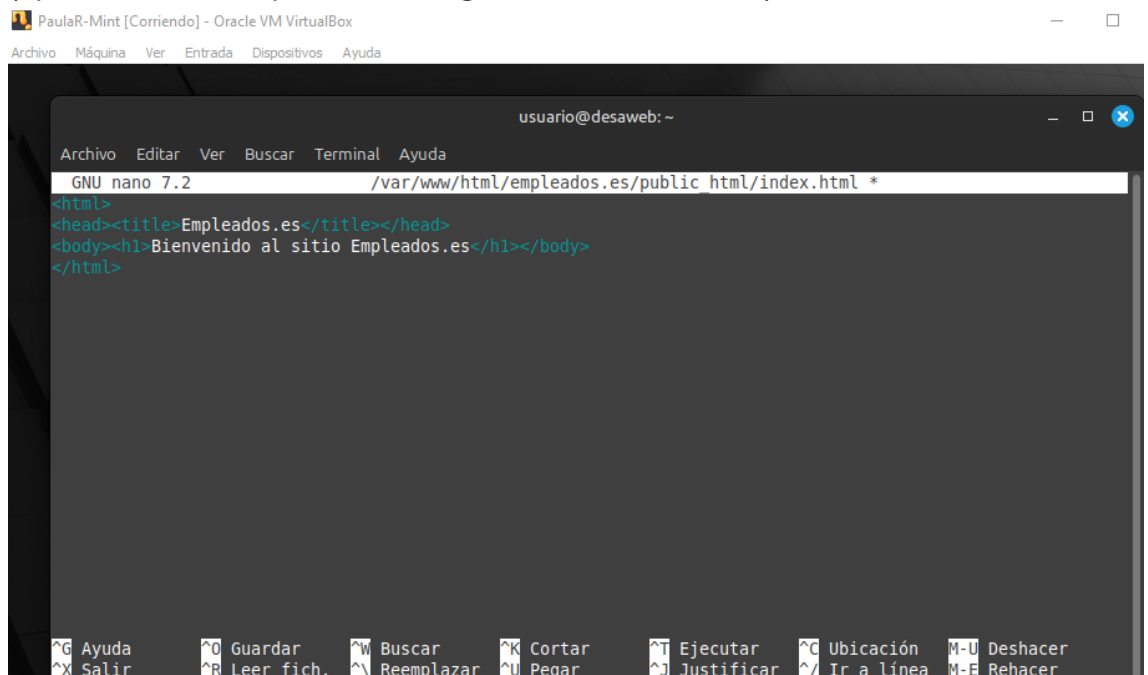 PaulaR-Mint [Corriendo] - Oracle VM VirtualBox
Archivo Máquina Ver Entrada Dispositivos Ayuda
usuario@desaweb: ~
Archivo Editar Ver Buscar Terminal Ayuda
GNU nano 7.2 /var/www/html/empleados.es/public_html/index.html *
<html>
<head><title>Empleados.es</title></head>
<body><h1>Bienvenido al sitio Empleados.es</h1></body>
</html>
^G Ayuda ^O Guardar ^W Buscar ^K Cortar ^T Ejecutar ^C Ubicación M-U Deshacer
^X Salir ^R Leer fich. ^\ Reemplazar ^U Pegar ^J Justificar ^/ Ir a línea M-E Rehacer